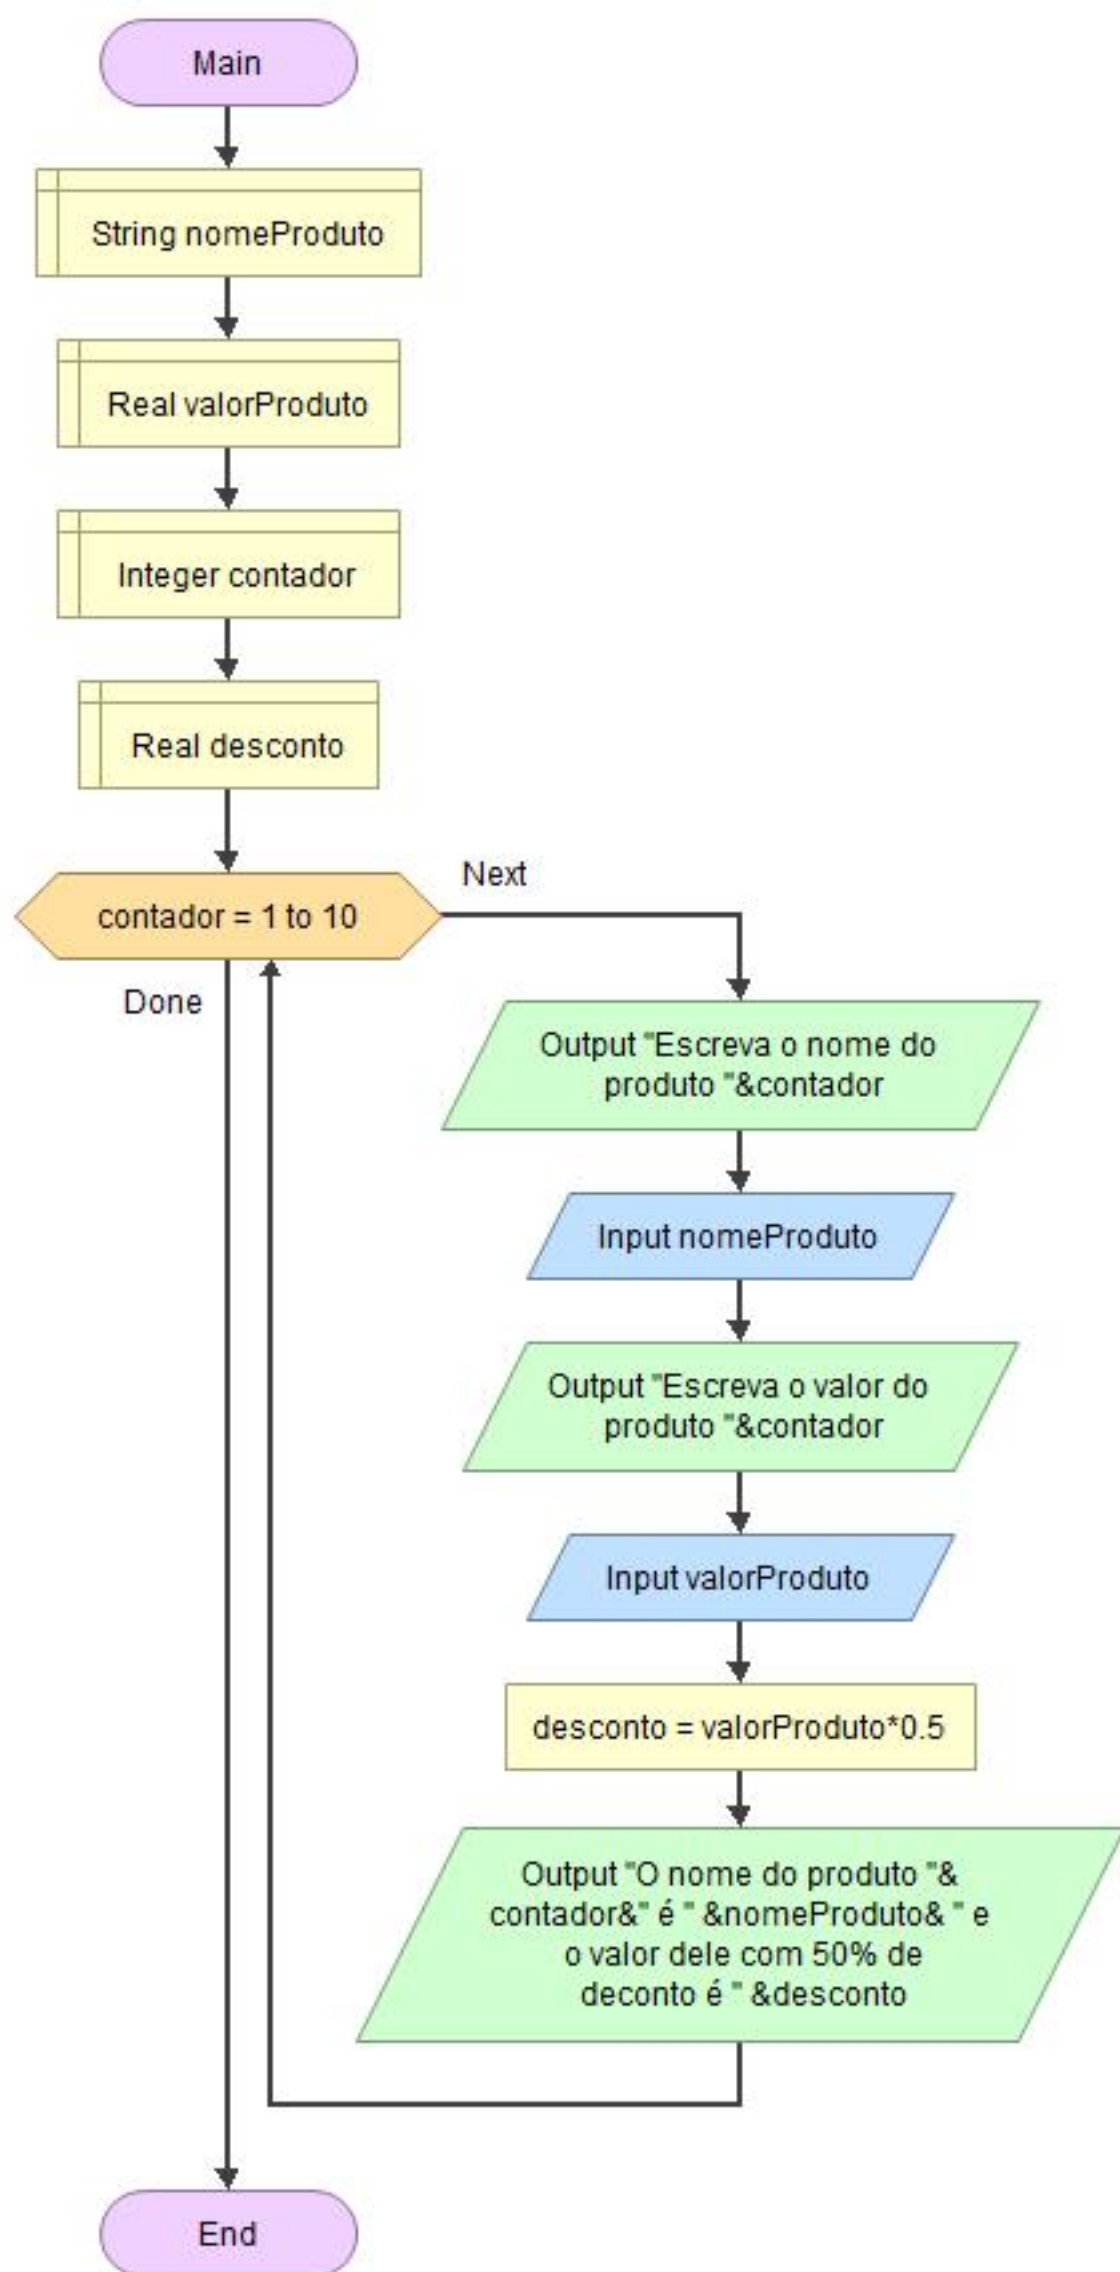 Main
String nomeProduto
Real valorProduto
Integer contador
Real desconto
contador = 1 to 10
Next
Done
Output "Escreva o nome do
produto "&contador
Input nomeProduto
Output "Escreva o valor do
produto "&contador
Input valorProduto
desconto = valorProduto*0.5
Output "O nome do produto "&
contador&" é " &nomeProduto& " e
o valor dele com 50% de
deconto é " &desconto
End